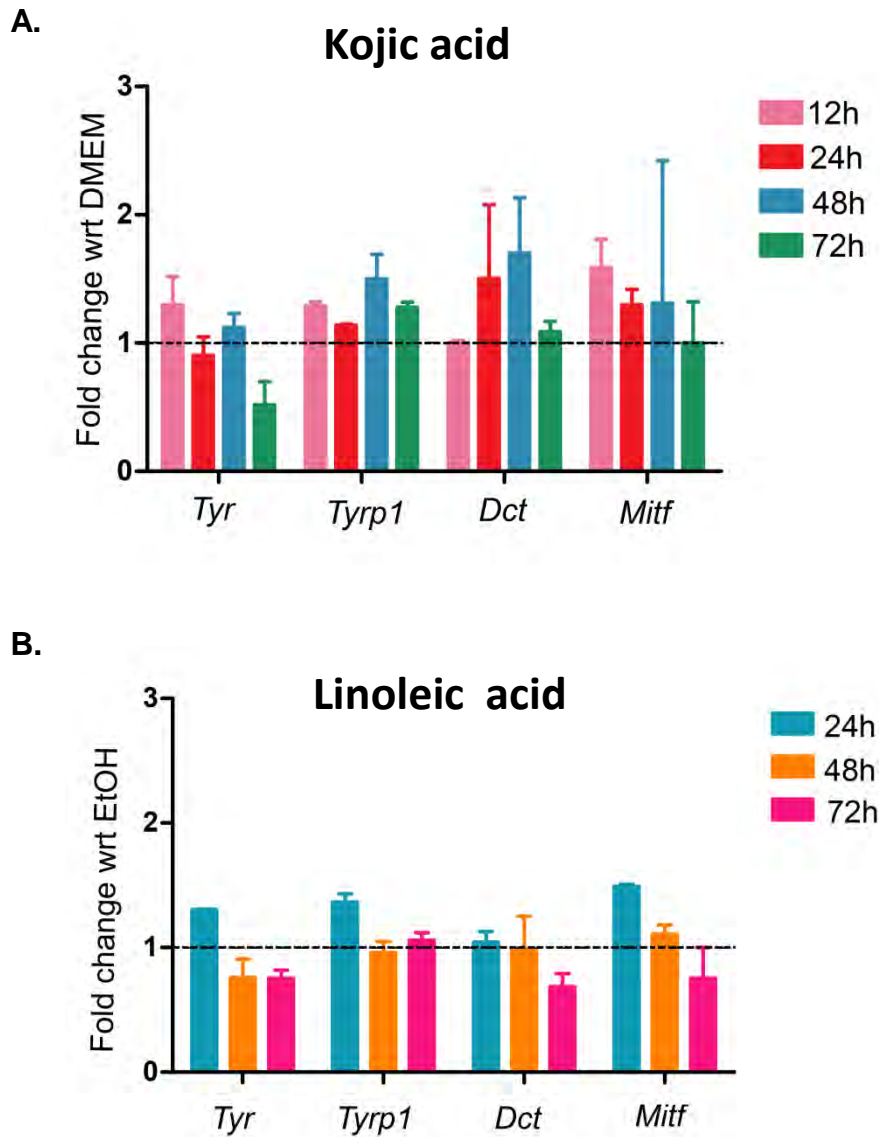 A.
Kojic acid
Fold change wrt DMEM
3
2
1
0
Tyr Tyrp1 Dct Mitf
12h
24h
48h
72h
B.
Linoleic acid
Fold change wrt EtOH
3
2
1
0
Tyr Tyrp1 Dct Mitf
24h
48h
72h